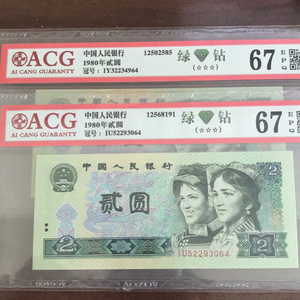 ACG
AI CANG GUARANTY
中国人民银行
1980年贰圆
冠号：IY32234964
12502585
绿 钻
(☆☆☆)
67
EPQ
ACG
AI CANG GUARANTY
中国人民银行
1980年贰圆
冠号：IU52293064
12568191
绿 钻
(☆☆☆)
67
EPQ
中国人民银行
贰圆
2
2
2
IU52293064